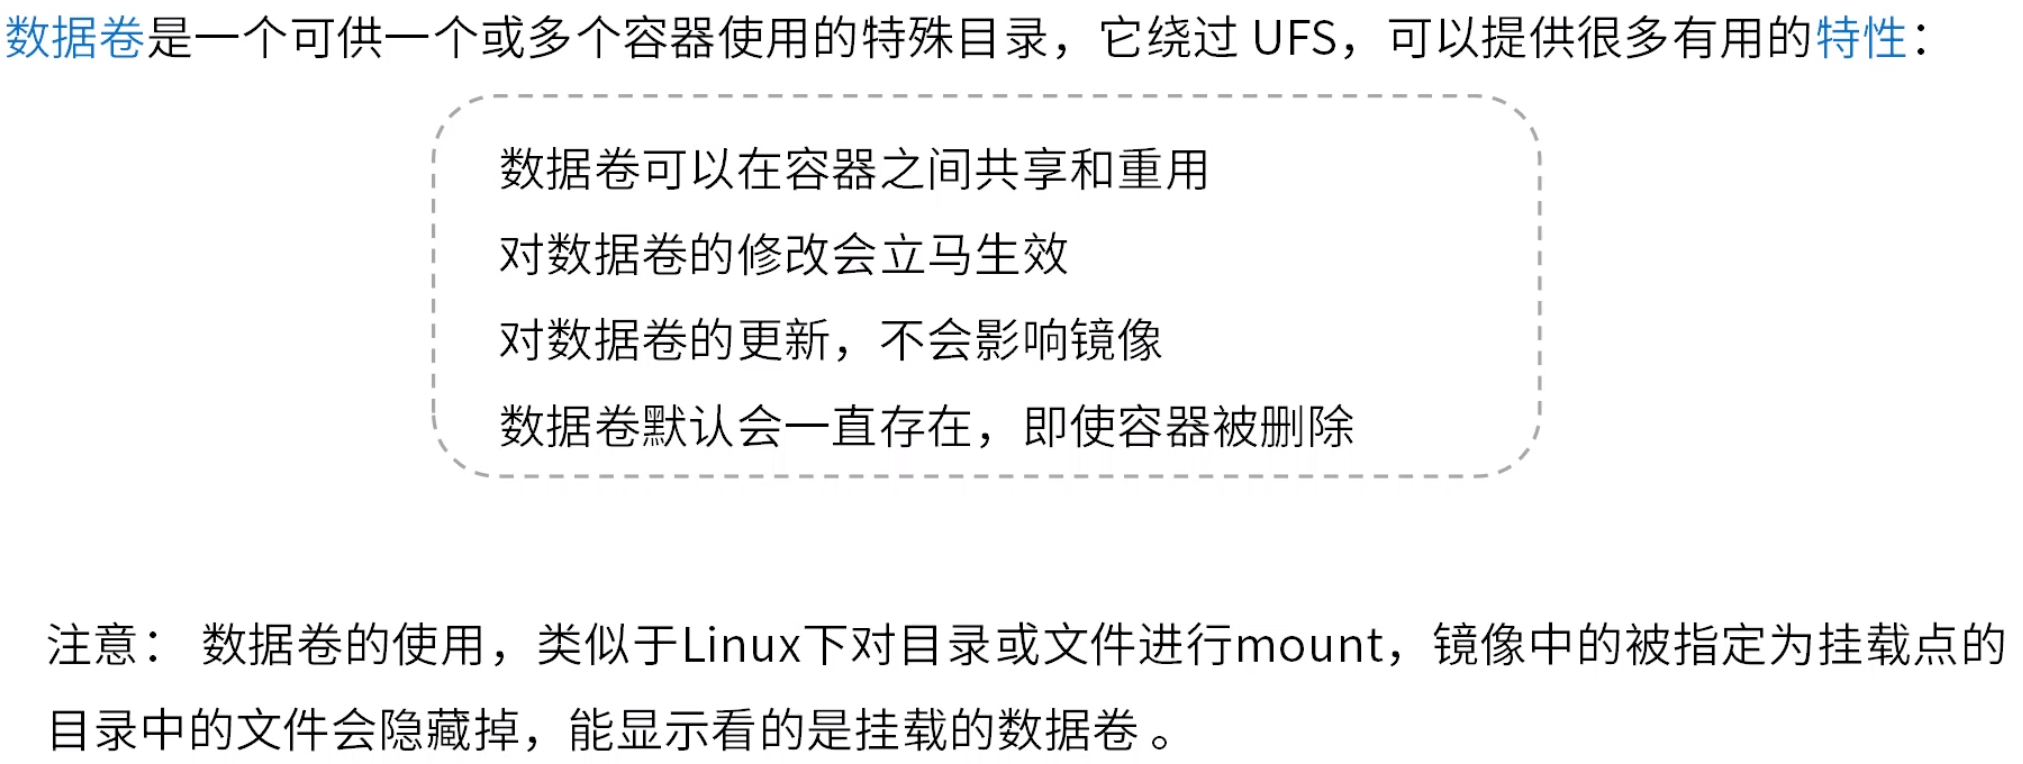 数据卷是一个可供一个或多个容器使用的特殊目录，它绕过 UFS，可以提供很多有用的特性：
数据卷可以在容器之间共享和重用
对数据卷的修改会立马生效
对数据卷的更新，不会影响镜像
数据卷默认会一直存在，即使容器被删除
注意： 数据卷的使用，类似于Linux下对目录或文件进行mount，镜像中的被指定为挂载点的
目录中的文件会隐藏掉，能显示看的是挂载的数据卷 。